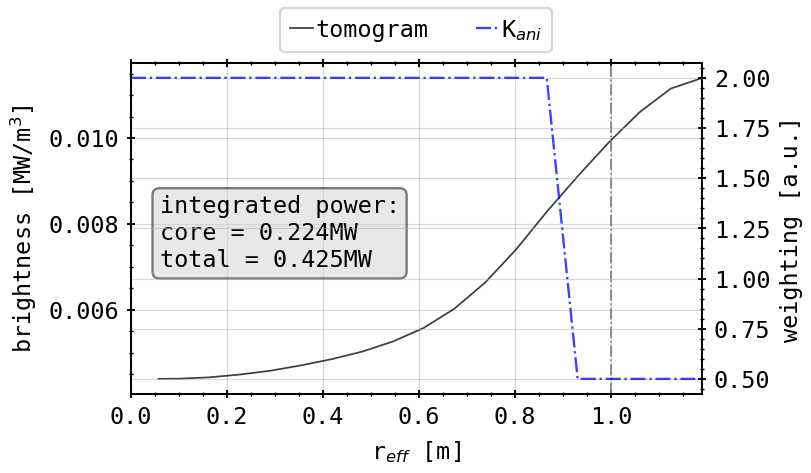 tomogram
K_ani
brightness [MW/m³]
0.010
0.008
0.006
integrated power:
core = 0.224MW
total = 0.425MW
2.00
1.75
1.50
1.25
1.00
0.75
0.50
weighting [a.u.]
0.0 0.2 0.4 0.6 0.8 1.0
r_eff [m]